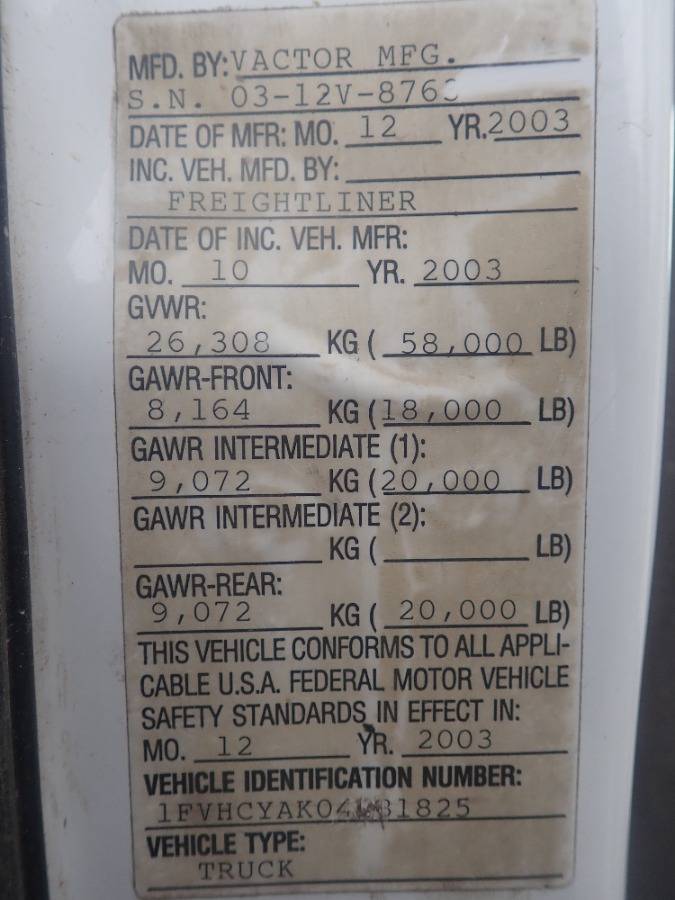 MFD. BY: VACTOR MFG.
S.N.
DATE OF MFR: MO. 12 YR. 2003
INC. VEH. MFD. BY:
FREIGHTLINER
DATE OF INC. VEH. MFR:
MO. 10 YR. 2003
GVWR:
26,308 KG ( 58,000 LB)
GAWR-FRONT:
8,164 KG (18,000 LB)
GAWR INTERMEDIATE (1):
9,072 KG (20,000 LB)
GAWR INTERMEDIATE (2):
KG ( LB)
GAWR-REAR:
9,072 KG ( 20,000 LB)
THIS VEHICLE CONFORMS TO ALL APPLI-
CABLE U.S.A. FEDERAL MOTOR VEHICLE
SAFETY STANDARDS IN EFFECT IN:
MO. 12 YR. 2003
VEHICLE IDENTIFICATION NUMBER:
VEHICLE TYPE:
TRUCK